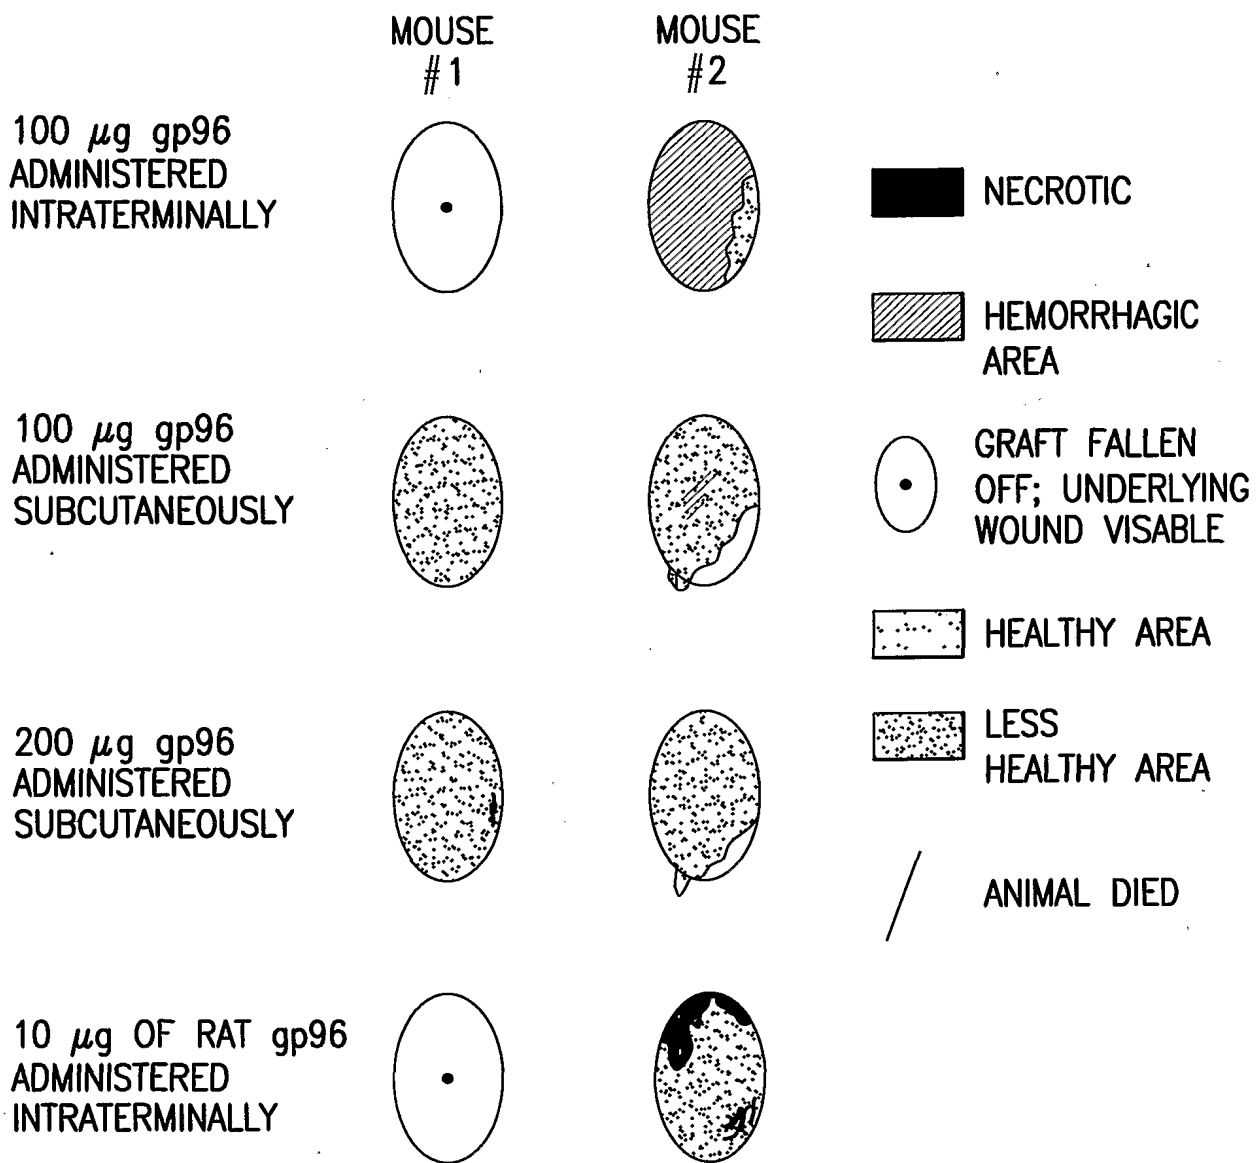 MOUSE
#1
MOUSE
#2
100 μg gp96
ADMINISTERED
INTRATERMINALLY
100 μg gp96
ADMINISTERED
SUBCUTANEOUSLY
200 μg gp96
ADMINISTERED
SUBCUTANEOUSLY
10 μg OF RAT gp96
ADMINISTERED
INTRATERMINALLY
NECROTIC
HEMORRHAGIC
AREA
GRAFT FALLEN
OFF; UNDERLYING
WOUND VISABLE
HEALTHY AREA
LESS
HEALTHY AREA
ANIMAL DIED